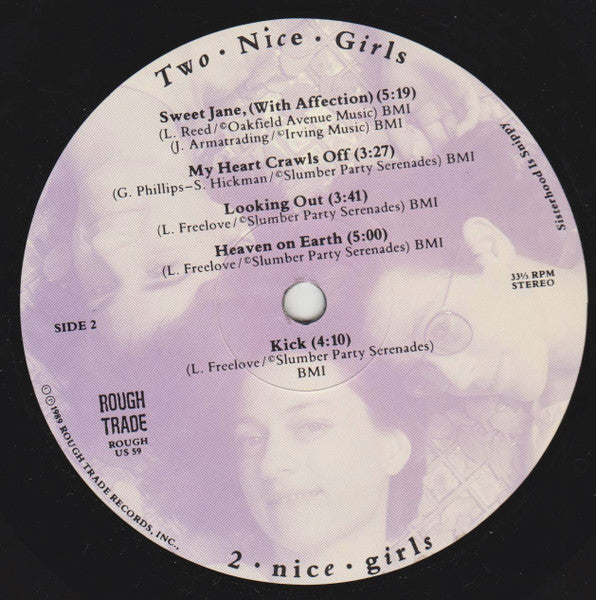 Two · Nice · Girls
Sweet Jane, (With Affection) (5:19)
(L. Reed/©Oakfield Avenue Music) BMI
(J. Armatrading/©Irving Music) BMI
My Heart Crawls Off (3:27)
(G. Phillips–S. Hickman/©Slumber Party Serenades) BMI
Looking Out (3:41)
(L. Freelove/©Slumber Party Serenades) BMI
Heaven on Earth (5:00)
(L. Freelove/©Slumber Party Serenades) BMI
Sisterhood Is Snippy
33⅓ RPM
STEREO
SIDE 2
Kick (4:10)
(L. Freelove/©Slumber Party Serenades)
BMI
ROUGH
TRADE
ROUGH
US 59
©℗1989 ROUGH TRADE RECORDS, INC.,
2 · nice · girls